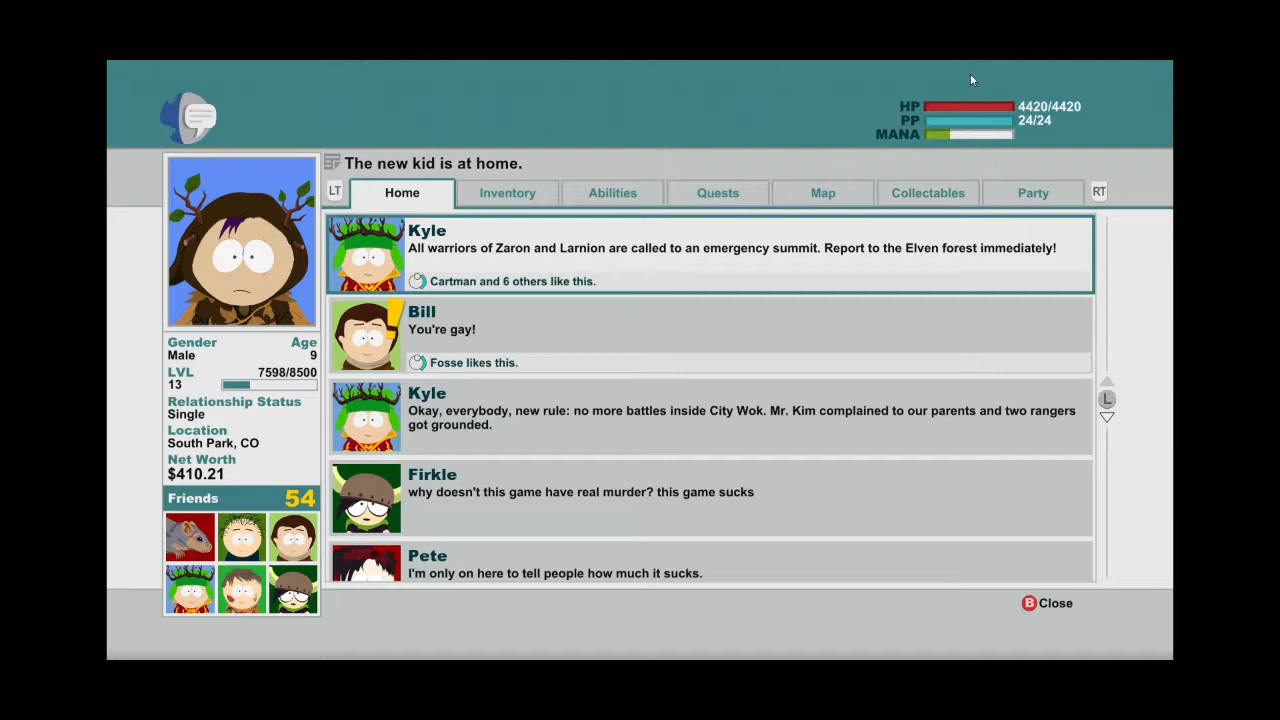 HP 4420/4420
PP 24/24
MANA
The new kid is at home.
LT Home Inventory Abilities Quests Map Collectables Party RT
Kyle
All warriors of Zaron and Larnion are called to an emergency summit. Report to the Elven forest immediately!
Cartman and 6 others like this.
Bill
You're gay!
Fosse likes this.
Kyle
Okay, everybody, new rule: no more battles inside City Wok. Mr. Kim complained to our parents and two rangers
got grounded.
Firkle
why doesn't this game have real murder? this game sucks
Pete
I'm only on here to tell people how much it sucks.
Gender Age
Male 9
LVL 7598/8500
13
Relationship Status
Single
Location
South Park, CO
Net Worth
$410.21
Friends 54
L
B Close